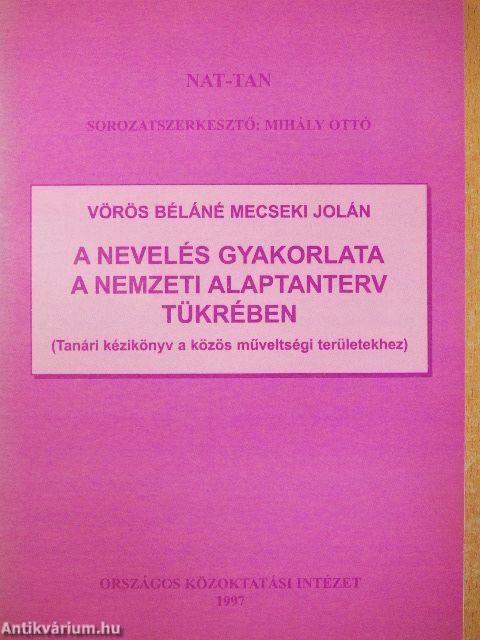 NAT-TAN
SOROZATSZERKESZTŐ: MIHÁLY OTTÓ
VÖRÖS BÉLÁNÉ MECSEKI JOLÁN
A NEVELÉS GYAKORLATA
A NEMZETI ALAPTANTERV
TÜKRÉBEN
(Tanári kézikönyv a közös műveltségi területekhez)
ORSZÁGOS KÖZOKTATÁSI INTÉZET
1997
Antikvárium.hu